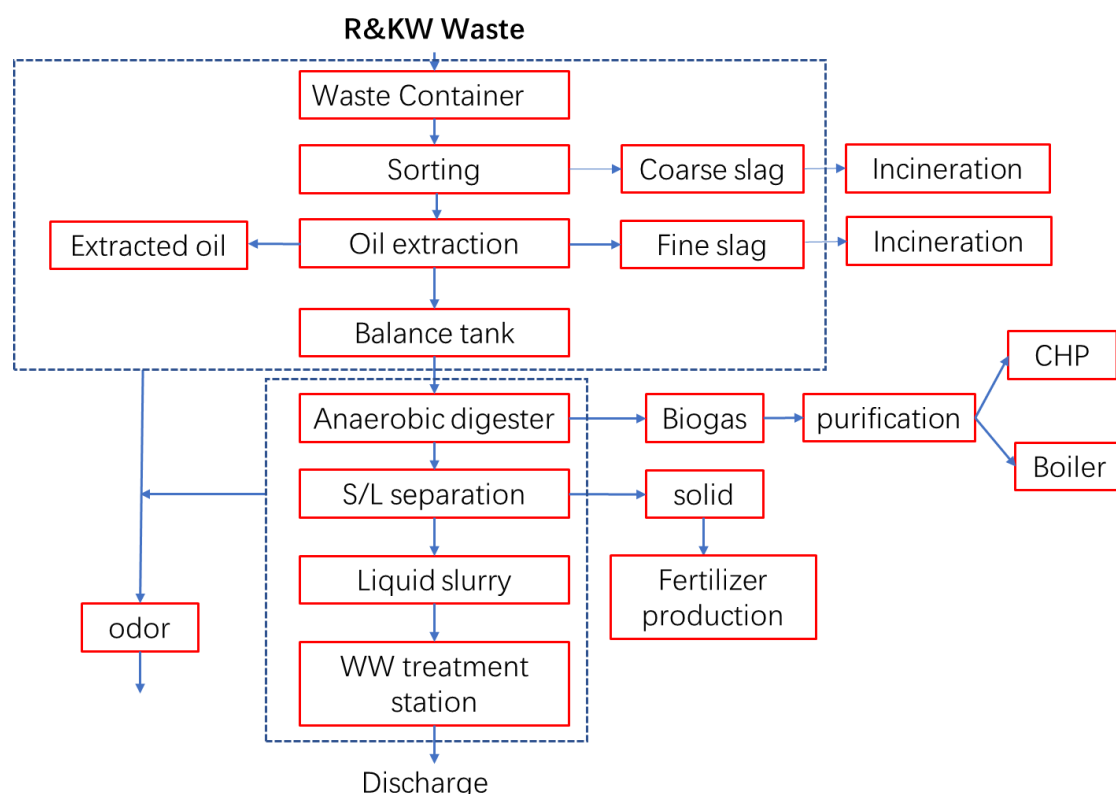 R&KW Waste
Waste Container
Sorting
Coarse slag
Incineration
Extracted oil
Oil extraction
Fine slag
Incineration
Balance tank
CHP
Anaerobic digester
Biogas
purification
Boiler
S/L separation
solid
Liquid slurry
Fertilizer
production
odor
WW treatment
station
Discharge